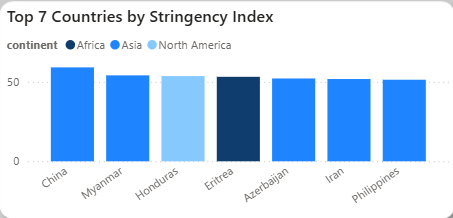 Top 7 Countries by Stringency Index
continent Africa Asia North America
50
0
China Myanmar Honduras Eritrea Azerbaijan Iran Philippines